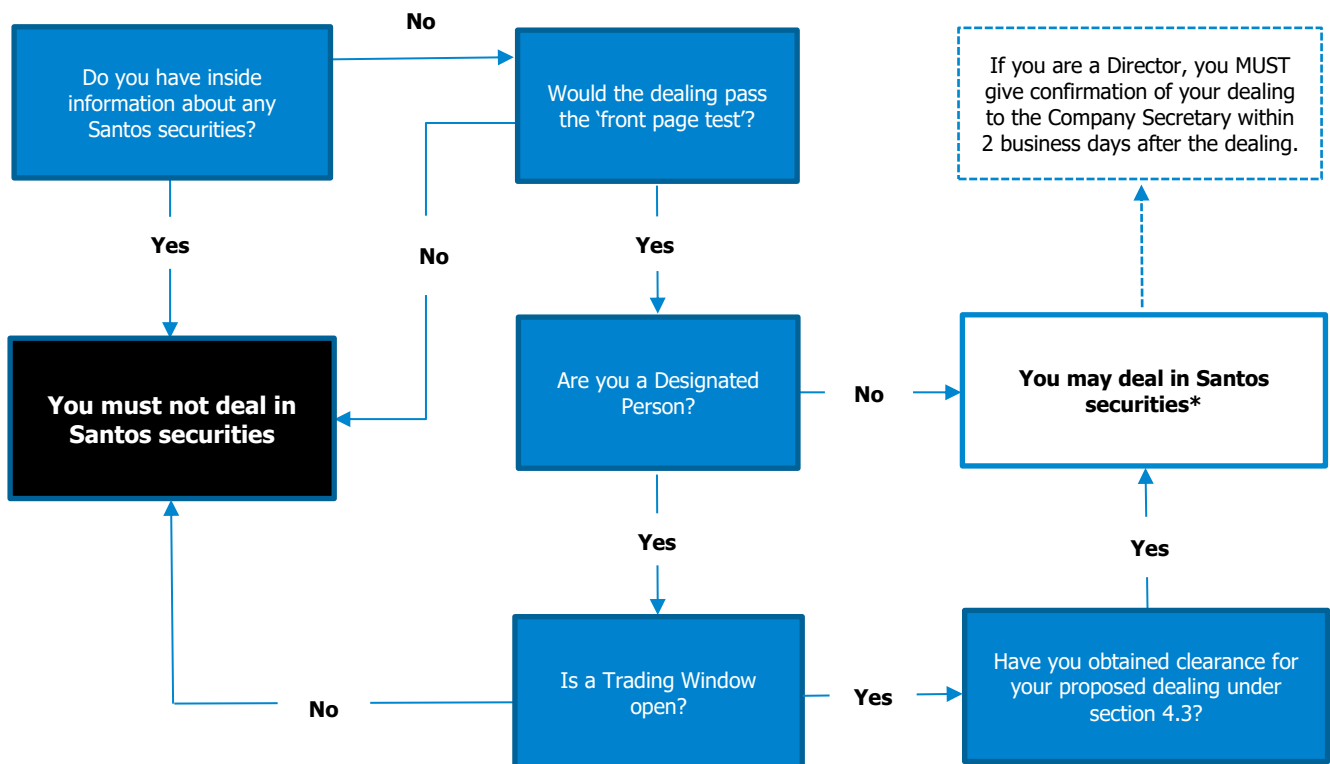 No
Do you have inside
information about any
Santos securities?
Would the dealing pass
the ‘front page test’?
If you are a Director, you MUST
give confirmation of your dealing
to the Company Secretary within
2 business days after the dealing.
Yes
No
Yes
You must not deal in
Santos securities
Are you a Designated
Person?
No
You may deal in Santos
securities*
Yes
Yes
No
Is a Trading Window
open?
Yes
Have you obtained clearance for
your proposed dealing under
section 4.3?